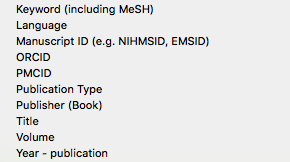 Keyword (including MeSH)
Language
Manuscript ID (e.g. NIHMSID, EMSID)
ORCID
PMCID
Publication Type
Publisher (Book)
Title
Volume
Year - publication